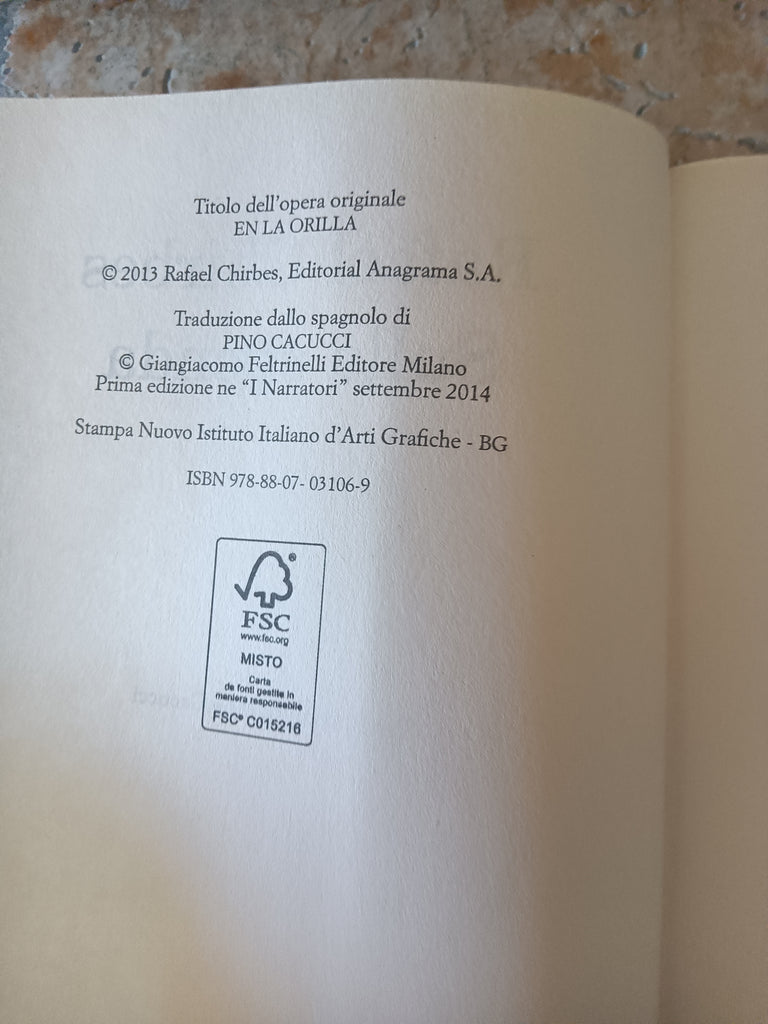 Titolo dell'opera originale
EN LA ORILLA
© 2013 Rafael Chirbes, Editorial Anagrama S.A.
Traduzione dallo spagnolo di
PINO CACUCCI
© Giangiacomo Feltrinelli Editore Milano
Prima edizione ne “I Narratori” settembre 2014
Stampa Nuovo Istituto Italiano d'Arti Grafiche - BG
ISBN 978-88-07- 03106-9
FSC
www.fsc.org
MISTO
Carta
da fonti gestite in
maniera responsabile
FSC® C015216